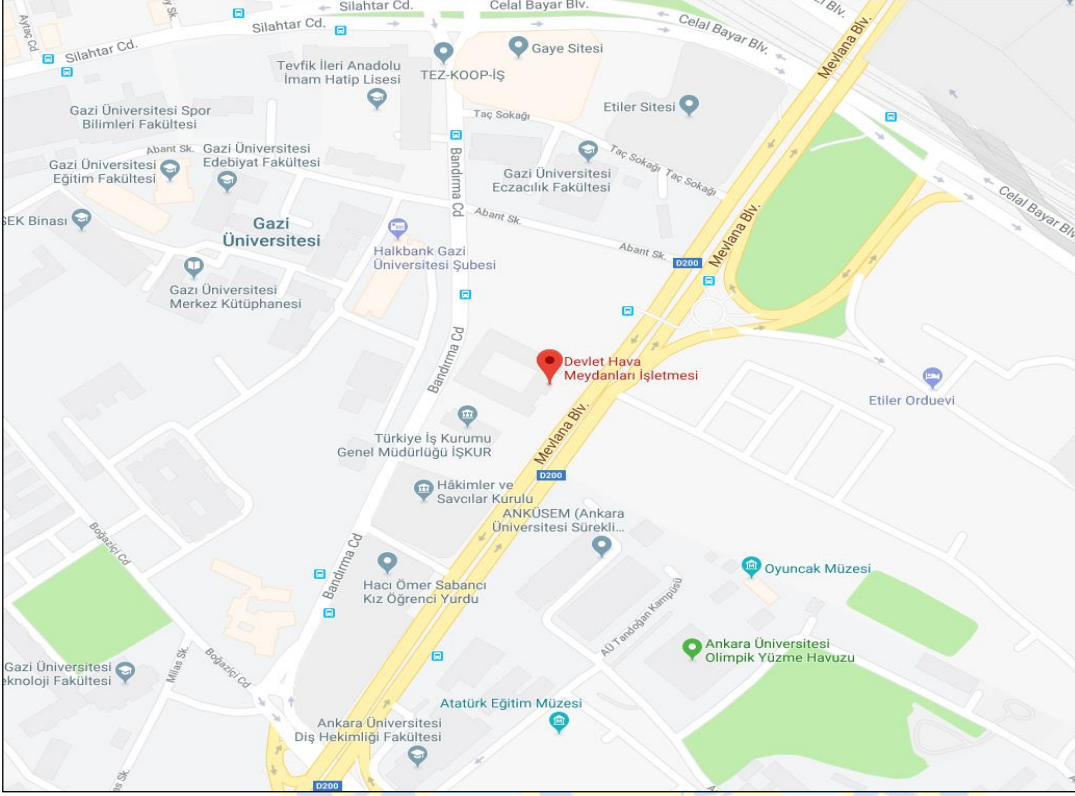 Silahtar Cd.
Celal Bayar Blv.
Silahtar Cd.
Celal Bayar Blv.
Mevlana Blv.
Aytaç Cd
Silahtar Cd.
Gaye Sitesi
Tevfik İleri Anadolu
İmam Hatip Lisesi
TEZ-KOOP-İŞ
Etiler Sitesi
Gazi Üniversitesi Spor
Bilimleri Fakültesi
Taç Sokağı
Abant Sk.
Gazi Üniversitesi
Edebiyat Fakültesi
Gazi Üniversitesi
Eğitim Fakültesi
Bandırma Cd
Taç Sokağı
Taç Sokağı
Gazi Üniversitesi
Eczacılık Fakültesi
Celal Bayar Blv
SEK Binası
Gazi
Üniversitesi
Abant Sk.
Mevlana Blv.
Halkbank Gazi
Üniversitesi Şubesi
Abant Sk.
D200
Gazi Üniversitesi
Merkez Kütüphanesi
Bandırma Cd
Devlet Hava
Meydanları İşletmesi
Etiler Orduevi
Mevlana Blv.
Türkiye İş Kurumu
Genel Müdürlüğü İŞKUR
D200
Hâkimler ve
Savcılar Kurulu
ANKÜSEM (Ankara
Üniversitesi Sürekli...
Boğaziçi Cd
Bandırma Cd
Oyuncak Müzesi
Hacı Ömer Sabancı
Kız Öğrenci Yurdu
AÜ Tandoğan Kampüsü
Ankara Üniversitesi
Olimpik Yüzme Havuzu
Gazi Üniversitesi
eknoloji Fakültesi
Milas Sk.
Boğaziçi Cd
Atatürk Eğitim Müzesi
Ankara Üniversitesi
Diş Hekimliği Fakültesi
D200